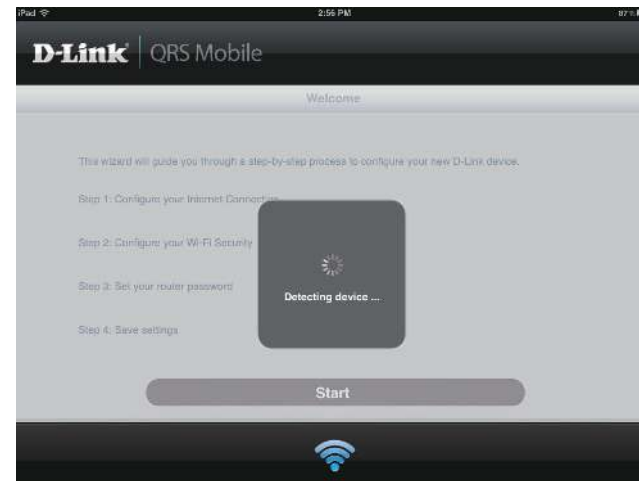 iPad 2:56 PM 87%
D-Link QRS Mobile
Welcome
This wizard will guide you through a step-by-step process to configure your new D-Link device.
Step 1: Configure your Internet Connection
Step 2: Configure your Wi-Fi Security
Detecting device ...
Step 3: Set your router password
Step 4: Save settings
Start